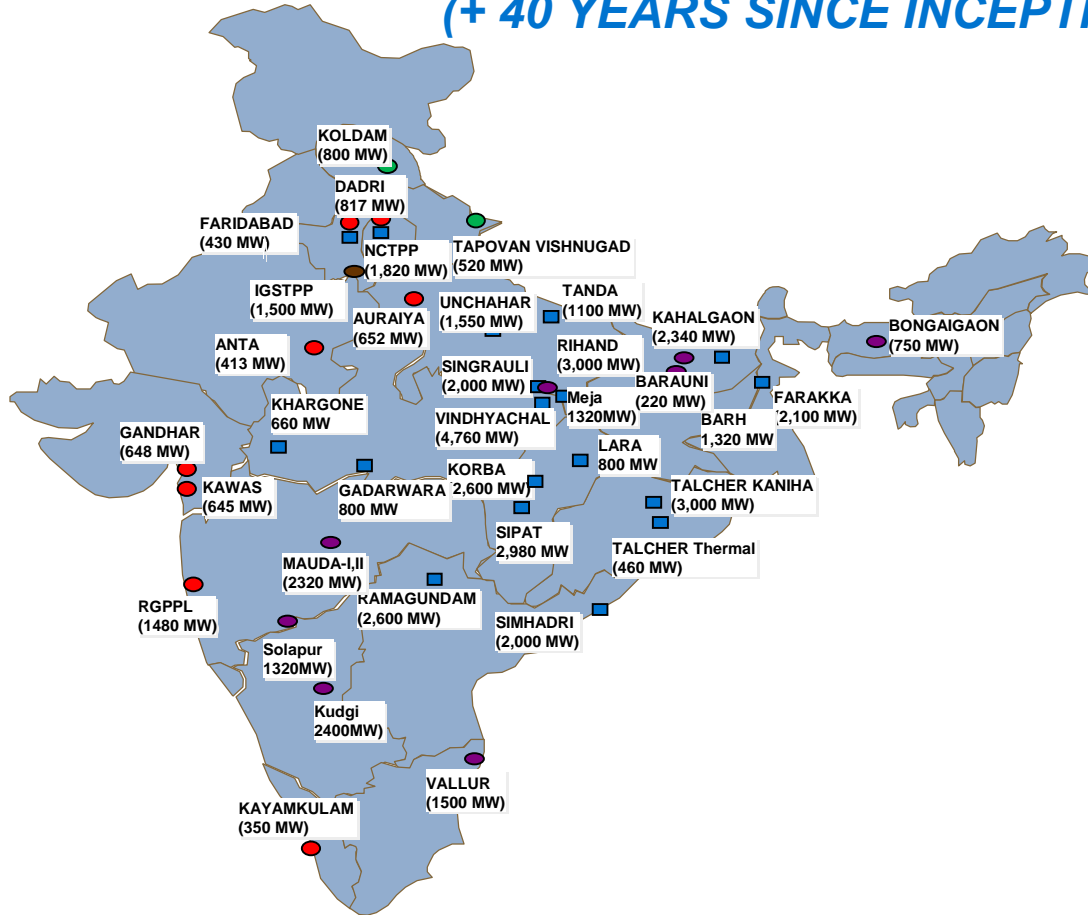 (+ 40 YEARS SINCE INCEPTI
KOLDAM
(800 MW)
DADRI
(817 MW)
FARIDABAD
(430 MW)
NCTPP
(1,820 MW)
TAPOVAN VISHNUGAD
(520 MW)
IGSTPP
(1,500 MW)
AURAIYA
(652 MW)
UNCHAHAR
(1,550 MW)
TANDA
(1100 MW)
KAHALGAON
(2,340 MW)
BONGAIGAON
(750 MW)
ANTA
(413 MW)
RIHAND
(3,000 MW)
SINGRAULI
(2,000 MW)
BARAUNI
(220 MW)
Meja
1320MW)
FARAKKA
(2,100 MW)
KHARGONE
660 MW
VINDHYACHAL
(4,760 MW)
BARH
1,320 MW
GANDHAR
(648 MW)
LARA
800 MW
KORBA
2,600 MW)
KAWAS
(645 MW)
GADARWARA
800 MW
TALCHER KANIHA
(3,000 MW)
SIPAT
2,980 MW
TALCHER Thermal
(460 MW)
MAUDA-I,II
(2320 MW)
RAMAGUNDAM
(2,600 MW)
RGPPL
(1480 MW)
SIMHADRI
(2,000 MW)
Solapur
1320MW)
Kudgi
2400MW)
VALLUR
(1500 MW)
KAYAMKULAM
(350 MW)